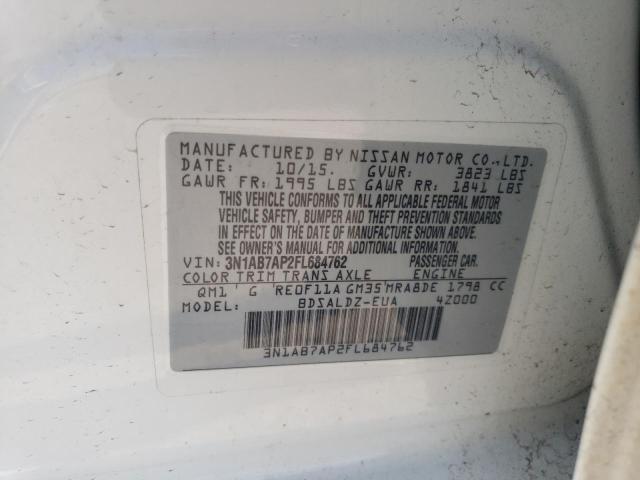 MANUFACTURED BY NISSAN MOTOR CO.,LTD.
DATE: 10/15. GVWR: 3823 LBS
GAWR FR: 1995 LBS GAWR RR: 1841 LBS
THIS VEHICLE CONFORMS TO ALL APPLICABLE FEDERAL MOTOR
VEHICLE SAFETY, BUMPER AND THEFT PREVENTION STANDARDS
IN EFFECT ON THE DATE OF MANUFACTURE SHOWN ABOVE.
SEE OWNER'S MANUAL FOR ADDITIONAL INFORMATION.
VIN: 3N1AB7AP2FL684762 PASSENGER CAR.
COLOR TRIM TRANS AXLE ENGINE
QM1 G RE0F11A GM35 MRA8DE 1798 CC
MODEL: BDSALDZ-EUA 4Z000
3N1AB7AP2FL684762